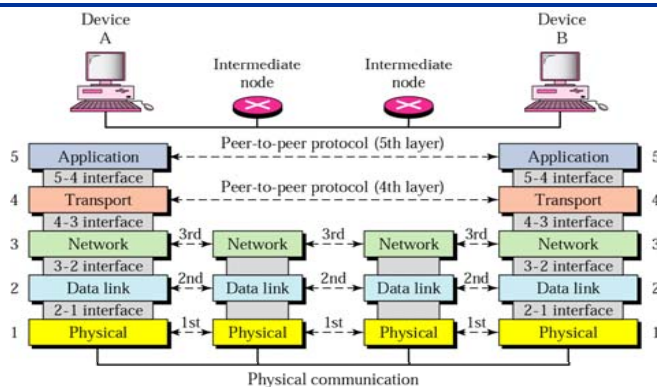 Device
A
Device
B
Intermediate
node
Intermediate
node
Peer-to-peer protocol (5th layer)
5 Application Application 5
5-4 interface 5-4 interface
Peer-to-peer protocol (4th layer)
4 Transport Transport 4
4-3 interface 4-3 interface
3 Network 3rd Network 3rd Network 3rd Network 3
3-2 interface 3-2 interface
2 Data link 2nd Data link 2nd Data link 2nd Data link 2
2-1 interface 2-1 interface
1 Physical 1st Physical 1st Physical 1st Physical 1
Physical communication